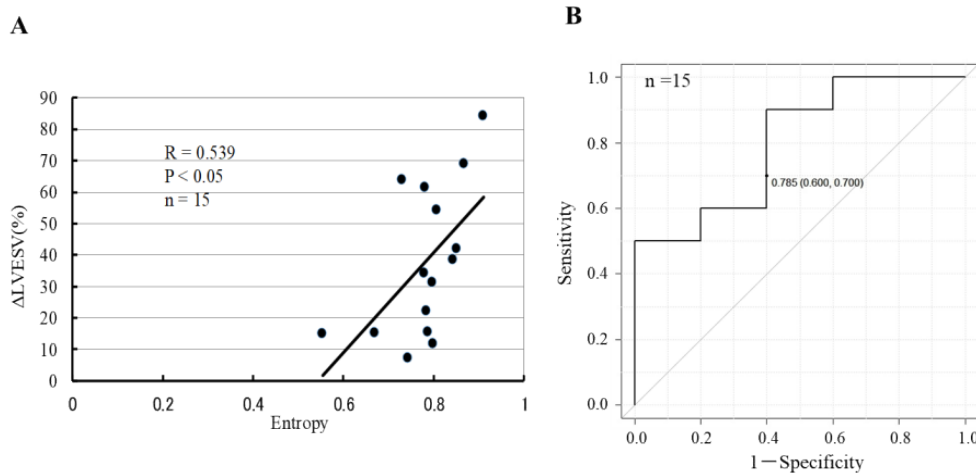 A
90
80
70
60
50
40
30
20
10
0
ΔLVESV(%)
R = 0.539
P < 0.05
n = 15
0 0.2 0.4 0.6 0.8 1
Entropy
B
n =15
1.0
0.8
0.6
0.4
0.2
0.0
Sensitivity
0.785 (0.600, 0.700)
0.0 0.2 0.4 0.6 0.8 1.0
1－Specificity